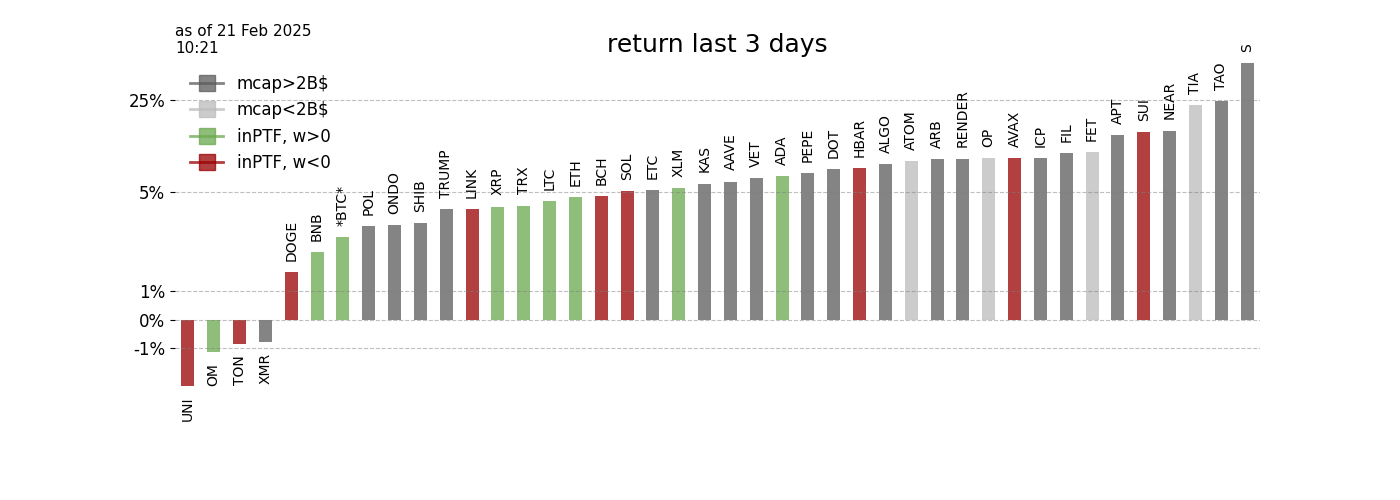 as of 21 Feb 2025
10:21
return last 3 days
mcap>2B$
mcap<2B$
inPTF, w>0
inPTF, w<0
25%
5%
1%
0%
-1%
UNI
OM
TON
XMR
DOGE
BNB
*BTC*
POL
ONDO
SHIB
TRUMP
LINK
XRP
TRX
LTC
ETH
BCH
SOL
ETC
XLM
KAS
AAVE
VET
ADA
PEPE
DOT
HBAR
ALGO
ATOM
ARB
RENDER
OP
AVAX
ICP
FIL
FET
APT
SUI
NEAR
TIA
TAO
S